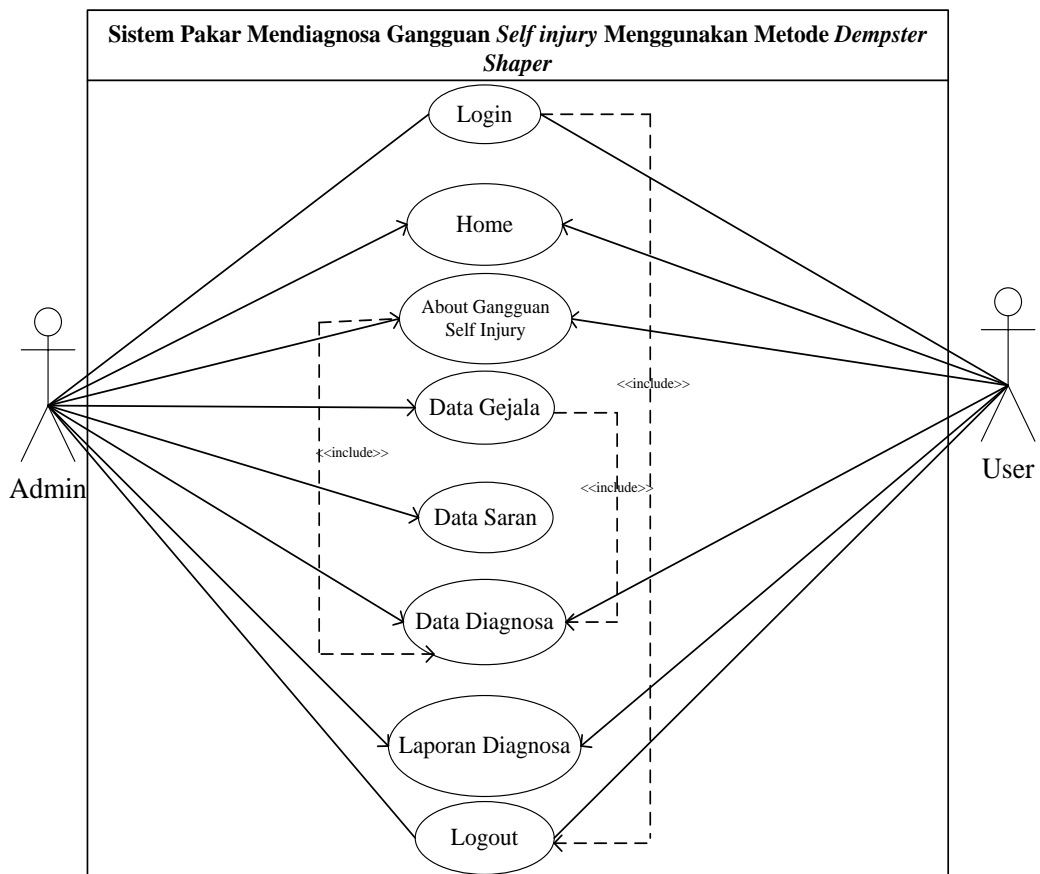 Sistem Pakar Mendiagnosa Gangguan Self injury Menggunakan Metode Dempster
Shaper
Login
Home
About Gangguan
Self Injury
<<include>>
Data Gejala
<<include>>
<<include>>
Admin
User
Data Saran
Data Diagnosa
Laporan Diagnosa
Logout